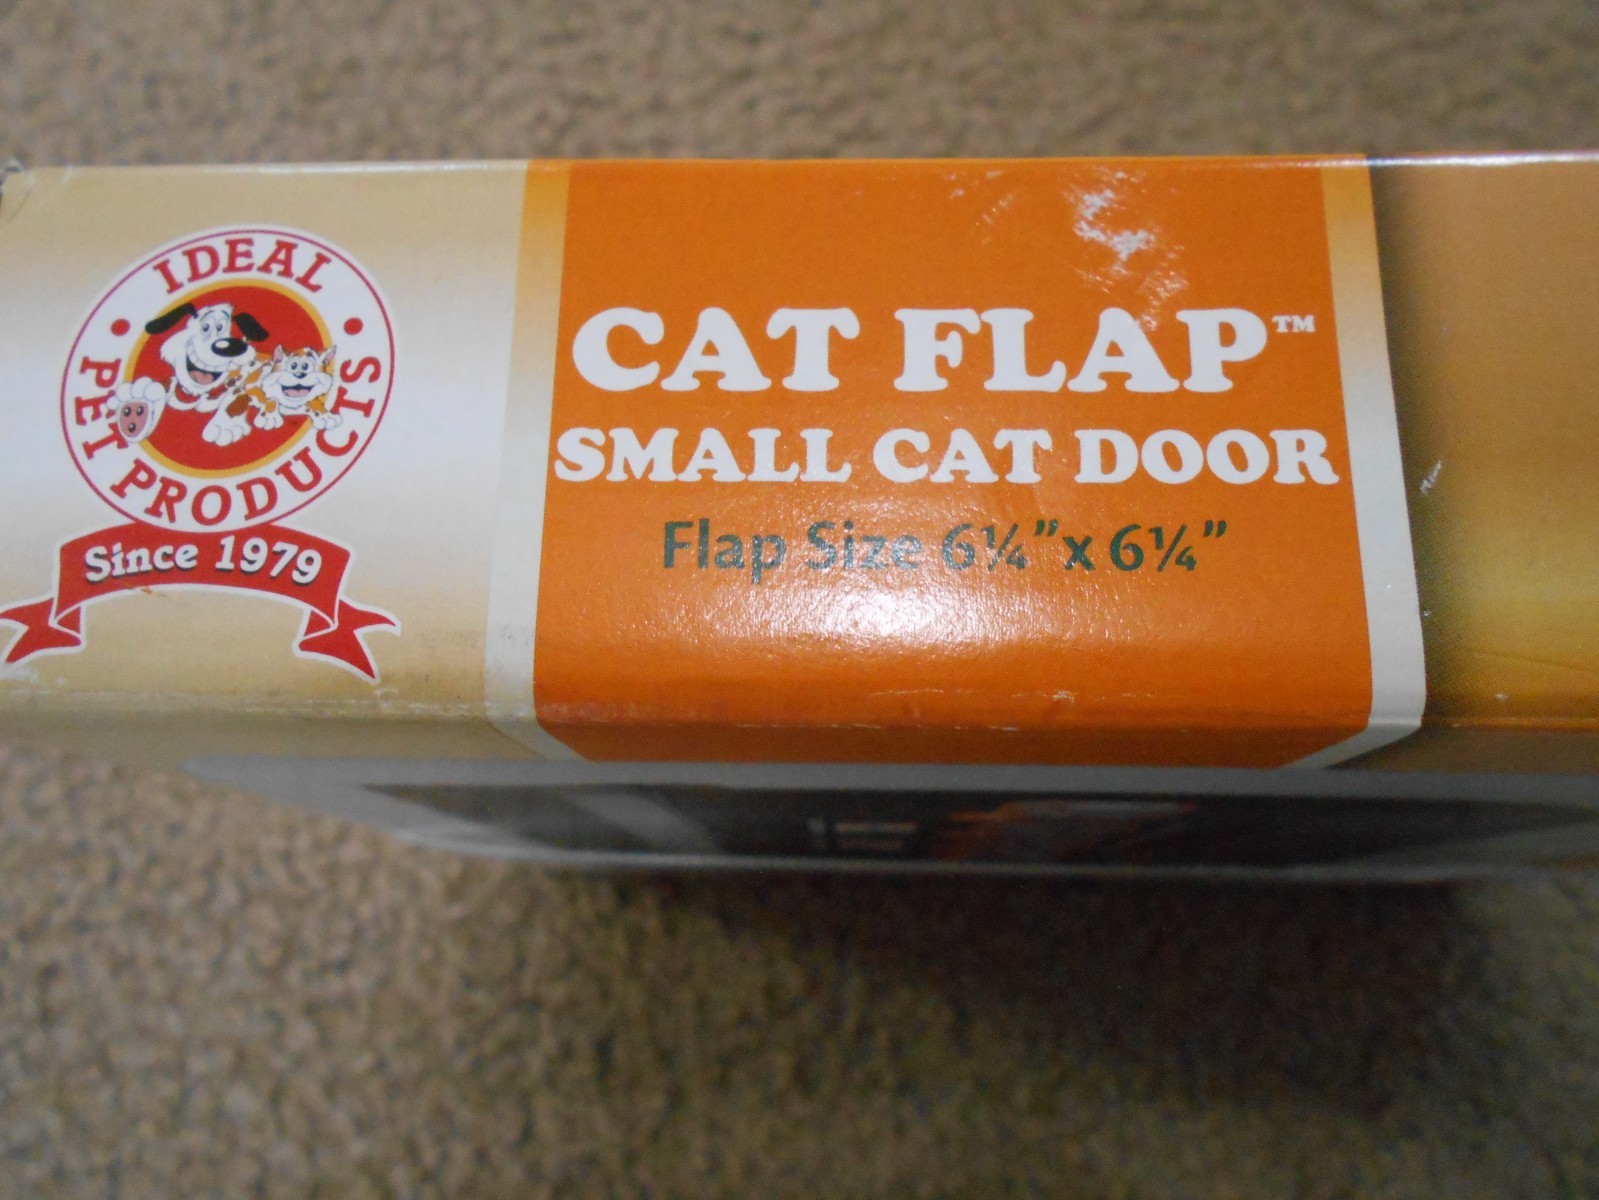 IDEAL
PET PRODUCTS
Since 1979
CAT FLAP™
SMALL CAT DOOR
Flap Size 6¼”x 6¼”